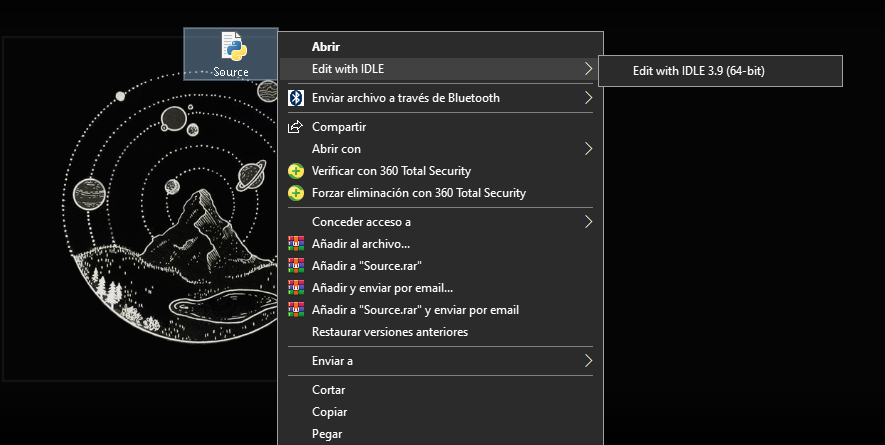 Source
Abrir
Edit with IDLE
Edit with IDLE 3.9 (64-bit)
Enviar archivo a través de Bluetooth
Compartir
Abrir con
Verificar con 360 Total Security
Forzar eliminación con 360 Total Security
Conceder acceso a
Añadir al archivo...
Añadir a "Source.rar"
Añadir y enviar por email...
Añadir a "Source.rar" y enviar por email
Restaurar versiones anteriores
Enviar a
Cortar
Copiar
Pegar